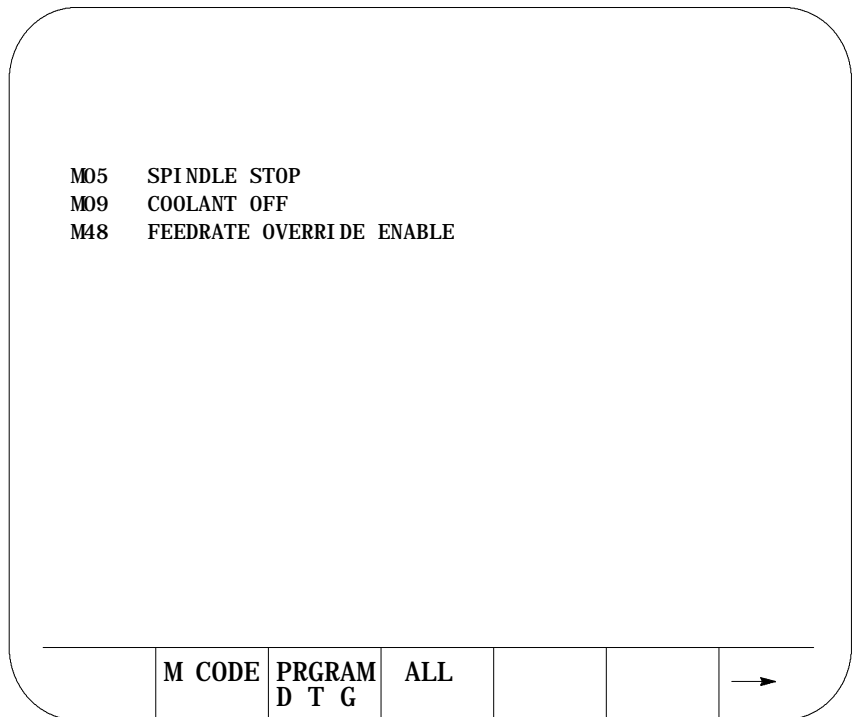 M05 SPINDLE STOP
M09 COOLANT OFF
M48 FEEDRATE OVERRIDE ENABLE
M CODE PRGRAM ALL
D T G